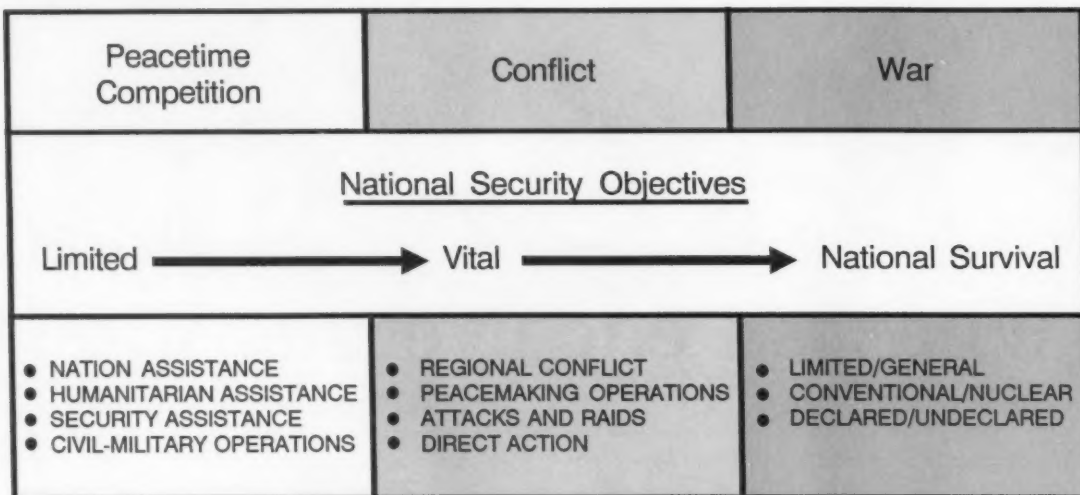 Peacetime
Competition
Conflict
War
National Security Objectives
Limited
Vital
National Survival
● NATION ASSISTANCE
● HUMANITARIAN ASSISTANCE
● SECURITY ASSISTANCE
● CIVIL-MILITARY OPERATIONS
● REGIONAL CONFLICT
● PEACEMAKING OPERATIONS
● ATTACKS AND RAIDS
● DIRECT ACTION
● LIMITED/GENERAL
● CONVENTIONAL/NUCLEAR
● DECLARED/UNDECLARED